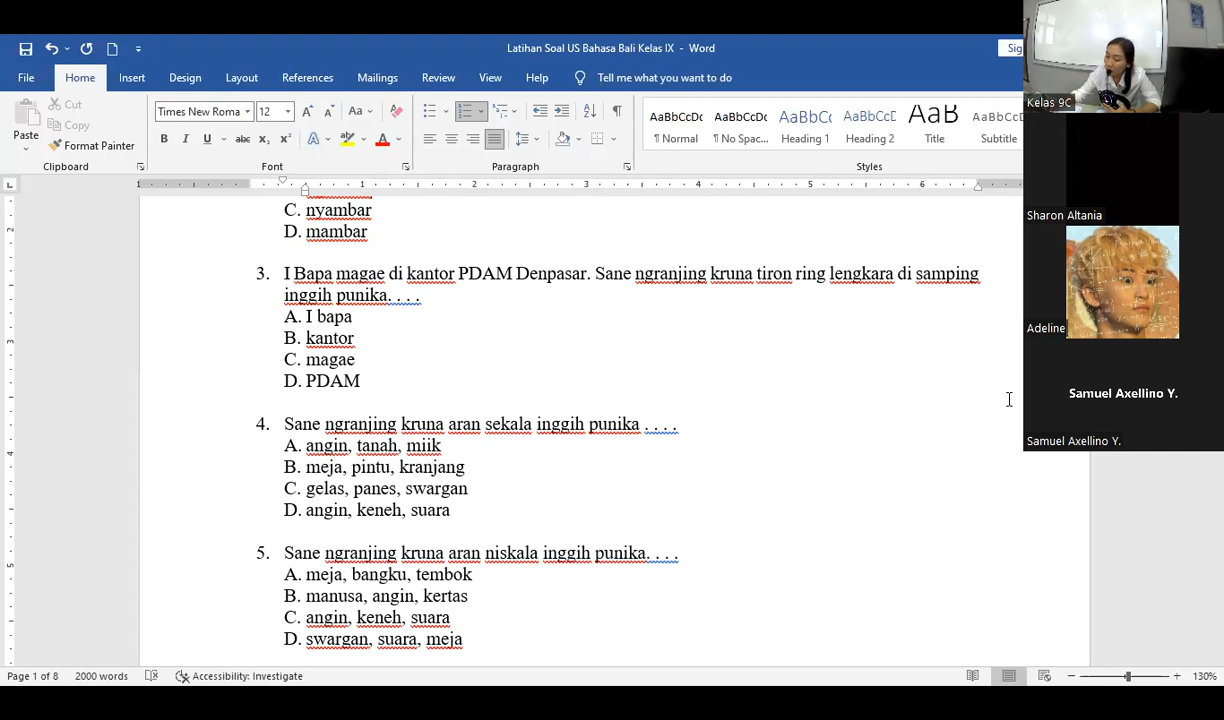 Latihan Soal US Bahasa Bali Kelas IX - Word
Sig
File Home Insert Design Layout References Mailings Review View Help Tell me what you want to do
Paste
Cut
Copy
Format Painter
Clipboard
Times New Roma 12
Font
Paragraph
AaBbCcDc AaBbCcDc AaBbCc AaBbCcC AaB AaBbCcC
¶ Normal ¶ No Spac... Heading 1 Heading 2 Title Subtitle
Styles
Kelas 9C
Sharon Altania
Adeline
Samuel Axellino Y.
Samuel Axellino Y.
C. nyambar
D. mambar
3. I Bapa magae di kantor PDAM Denpasar. Sane ngranjing kruna tiron ring lengkara di samping
inggih punika. . . .
A. I bapa
B. kantor
C. magae
D. PDAM
4. Sane ngranjing kruna aran sekala inggih punika . . . .
A. angin, tanah, miik
B. meja, pintu, kranjang
C. gelas, panes, swargan
D. angin, keneh, suara
5. Sane ngranjing kruna aran niskala inggih punika. . . .
A. meja, bangku, tembok
B. manusa, angin, kertas
C. angin, keneh, suara
D. swargan, suara, meja
Page 1 of 8 2000 words Accessibility: Investigate 130%